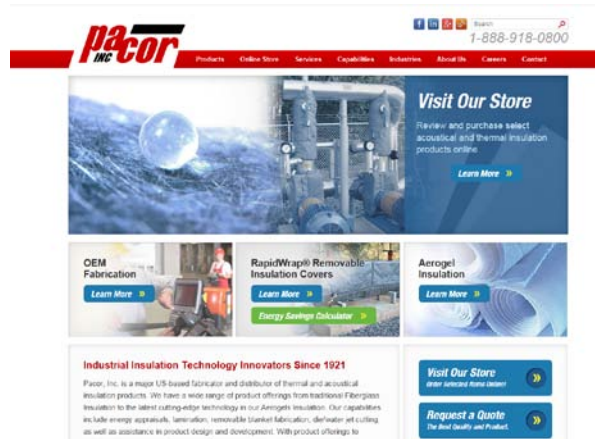 pacor
INC
Search
1-888-918-0800
Products Online Store Services Capabilities Industries About Us Careers Contact
Visit Our Store
Review and purchase select
acoustical and thermal insulation
products online
Learn More »
OEM
Fabrication
Learn More »
RapidWrap® Removable
Insulation Covers
Learn More »
Energy Savings Calculator »
Aerogel
Insulation
Learn More »
Industrial Insulation Technology Innovators Since 1921
Pacor, Inc. is a major US-based fabricator and distributor of thermal and acoustical
insulation products. We have a wide range of product offerings from traditional Fiberglass
Insulation to the latest cutting-edge technology in our Aerogels Insulation. Our capabilities
include energy appraisals, lamination, removable blanket fabrication, die/water jet cutting
as well as assistance in product design and development. With product offerings to
Visit Our Store
Order Selected Items Online!
Request a Quote
The Best Quality and Product.